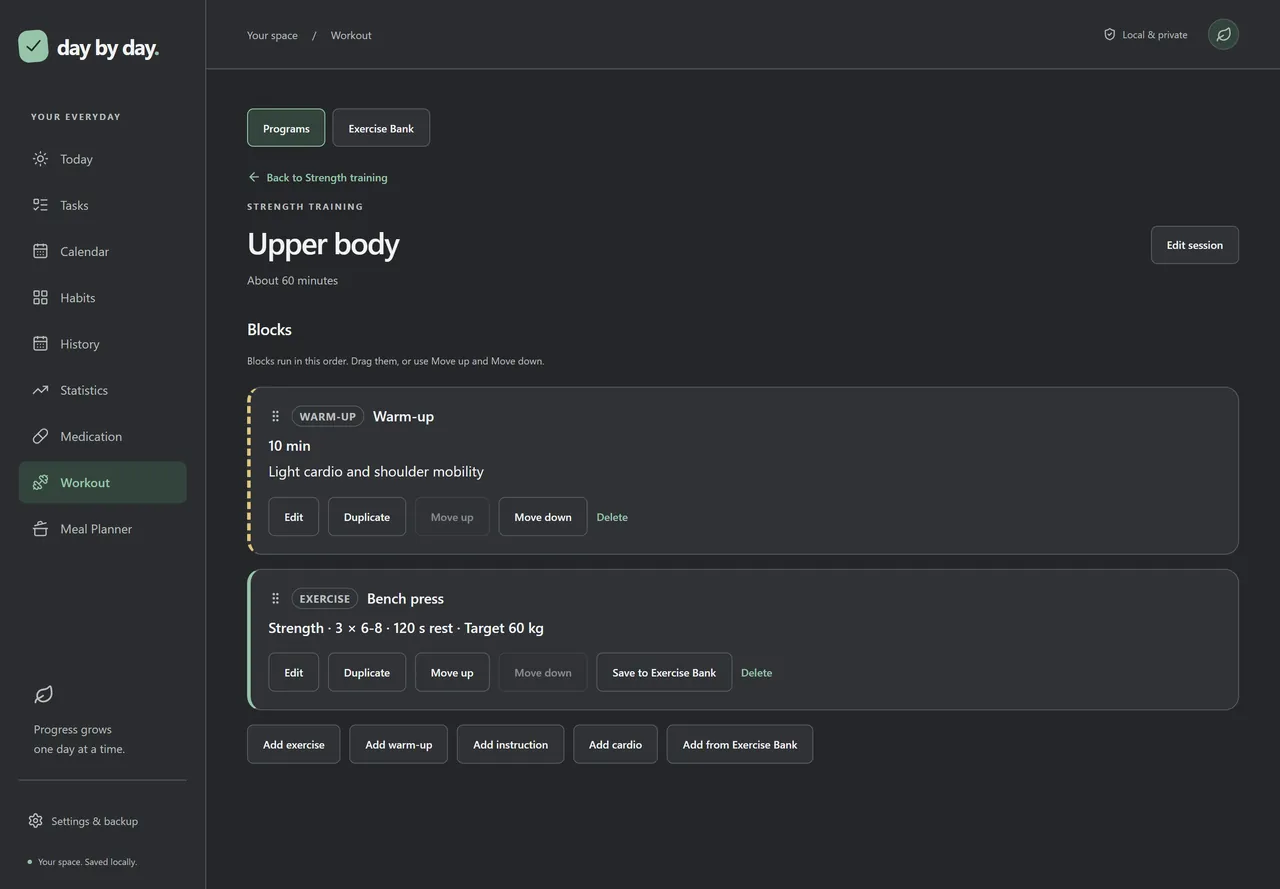 day by day.
YOUR EVERYDAY
Today
Tasks
Calendar
Habits
History
Statistics
Medication
Workout
Meal Planner
Progress grows
one day at a time.
Settings & backup
Your space. Saved locally.
Your space / Workout
Local & private
Programs
Exercise Bank
Back to Strength training
STRENGTH TRAINING
Upper body
Edit session
About 60 minutes
Blocks
Blocks run in this order. Drag them, or use Move up and Move down.
WARM-UP Warm-up
10 min
Light cardio and shoulder mobility
Edit Duplicate Move up Move down Delete
EXERCISE Bench press
Strength · 3 × 6-8 · 120 s rest · Target 60 kg
Edit Duplicate Move up Move down Save to Exercise Bank Delete
Add exercise Add warm-up Add instruction Add cardio Add from Exercise Bank